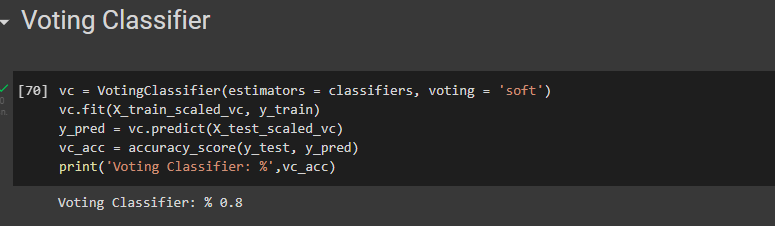 Voting Classifier
[70] vc = VotingClassifier(estimators = classifiers, voting = 'soft')
vc.fit(X_train_scaled_vc, y_train)
y_pred = vc.predict(X_test_scaled_vc)
vc_acc = accuracy_score(y_test, y_pred)
print('Voting Classifier: %',vc_acc)
Voting Classifier: % 0.8